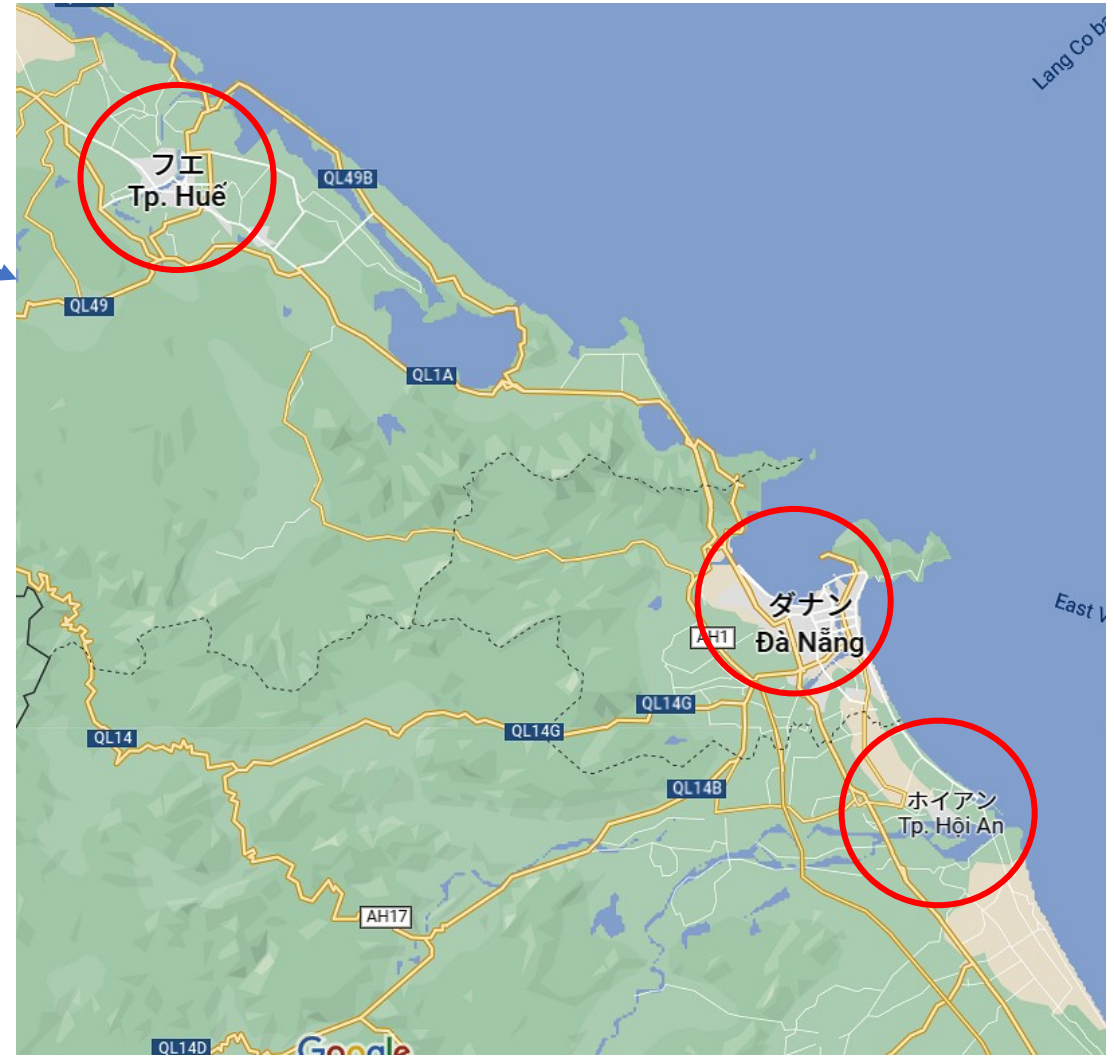 Lang Co ba
フエ
Tp. Huế
QL49B
QL49
QL1A
ダナン
Đà Nẵng
AH1
East V
QL14G
QL14G
QL14
QL14B
ホイアン
Tp. Hội An
AH17
QL14D
Google